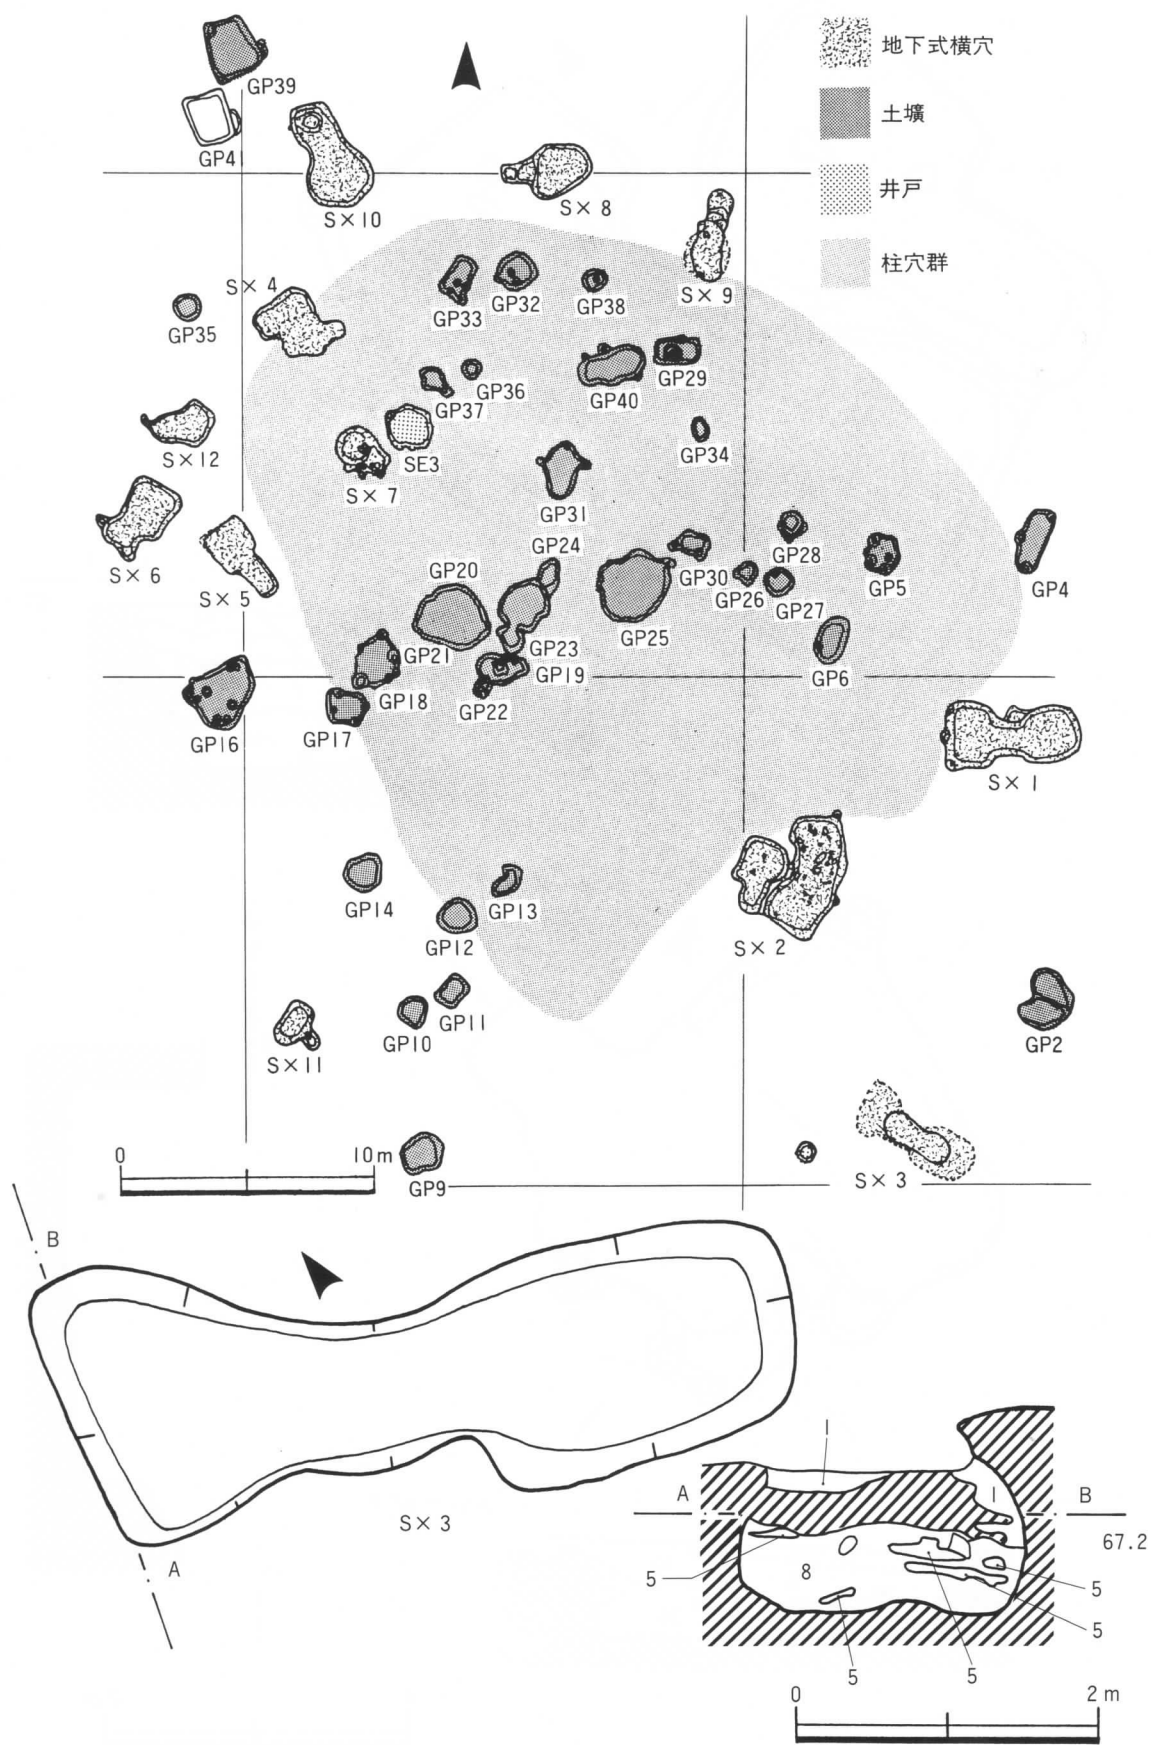 地下式横穴
土壙
井戸
柱穴群
GP39
GP41
S×10
S×8
S×9
S×4
GP35
GP33
GP32
GP38
GP29
GP40
GP36
GP37
GP34
S×12
SE3
S×7
GP31
S×6
S×5
GP24
GP20
GP30
GP28
GP26
GP27
GP5
GP4
GP25
GP21
GP23
GP19
GP6
GP18
GP22
GP16
GP17
S×1
GP14
GP13
GP12
S×2
GP11
GP10
S×11
GP2
0 10m
GP9
S×3
B
S×3
A
1
A
1
B
67.2
5
8
5
5
5
5
0 2m